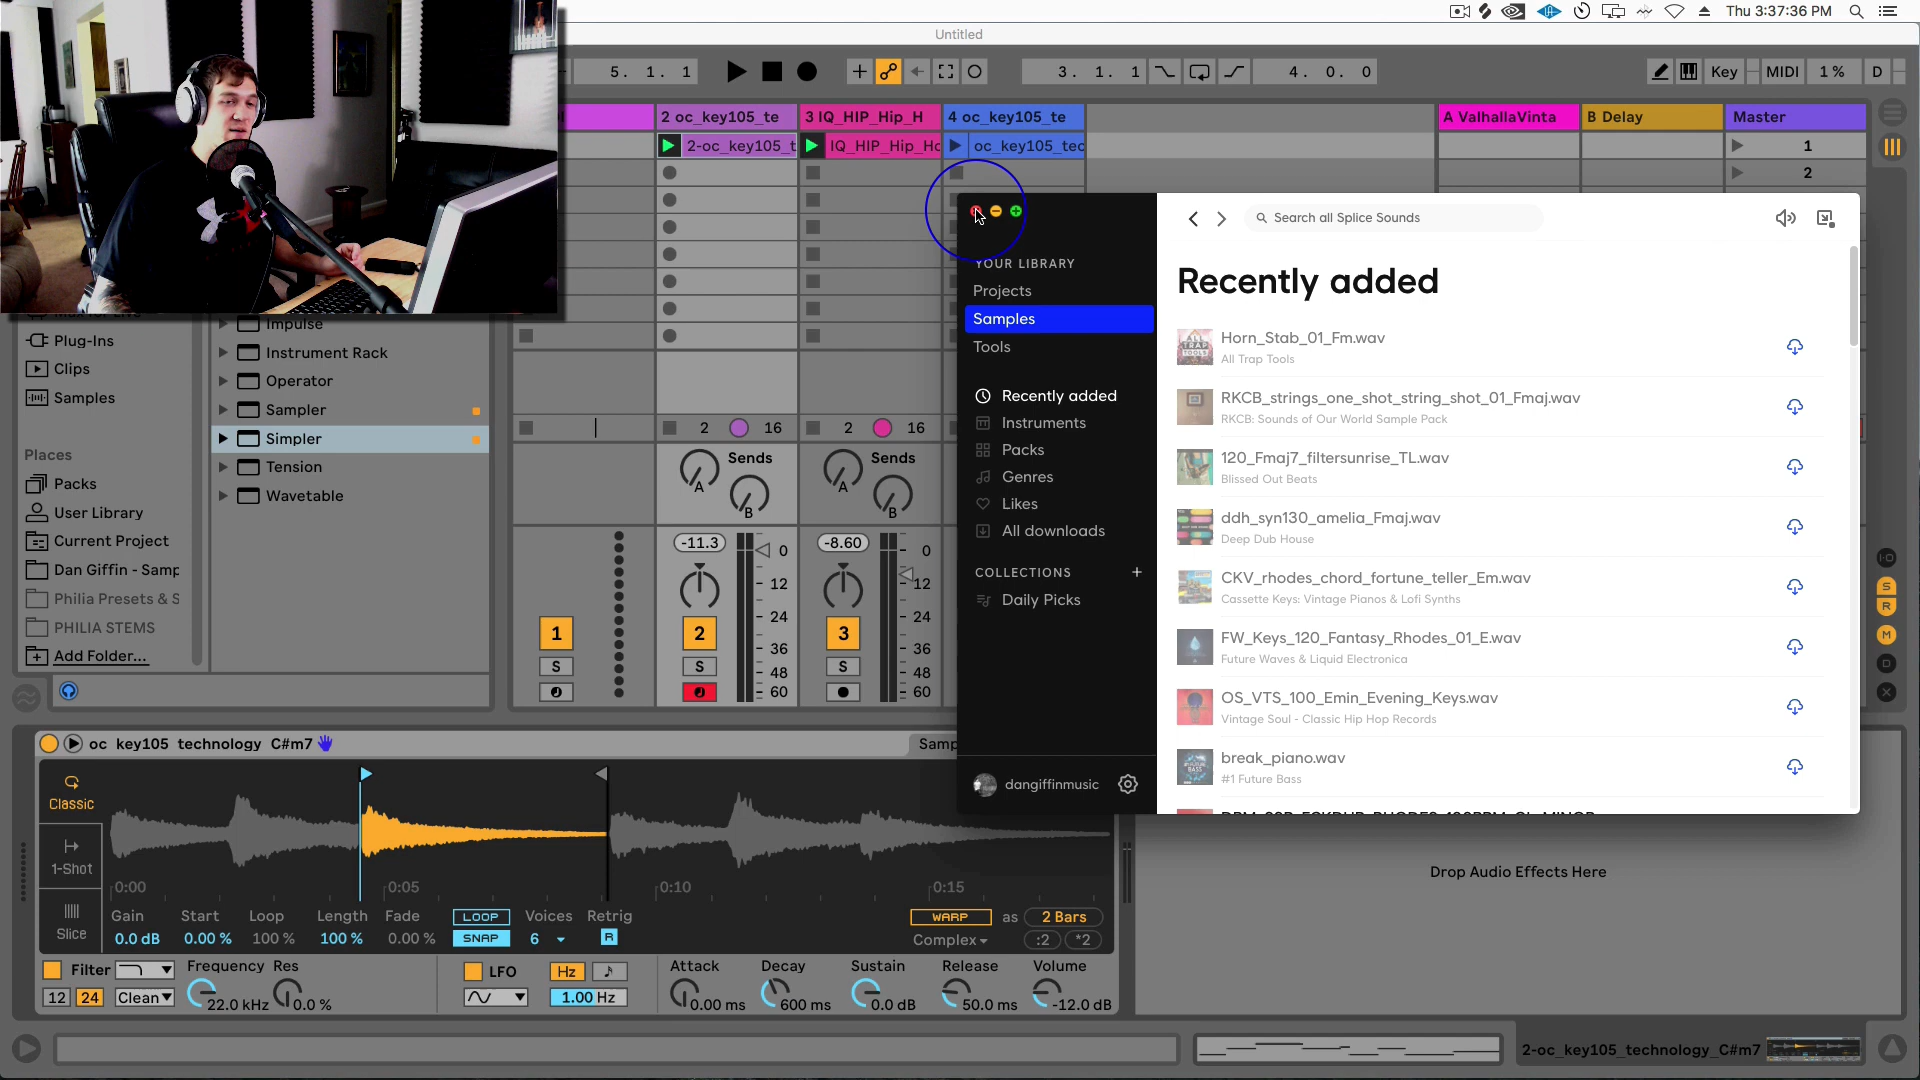 Thu 3:37:36 PM
Untitled
5. 1. 1
3. 1. 1
4. 0. 0
Key
MIDI
1 %
D
2 oc_key105_te
3 IQ_HIP_Hip_H
4 oc_key105_te
A ValhallaVinta
B Delay
Master
2-oc_key105_t
IQ_HIP_Hip_Ho
oc_key105_tec
1
2
Impulse
Plug-Ins
Clips
Samples
Places
Packs
User Library
Current Project
Dan Giffin - Samp
Philia Presets & S
PHILIA STEMS
Add Folder...
Instrument Rack
Operator
Sampler
Simpler
Tension
Wavetable
2 16
2 16
Sends
A
B
Sends
A
B
-11.3
0
12
24
36
48
60
-8.60
0
12
24
36
48
60
1
2
3
S
S
S
YOUR LIBRARY
Projects
Samples
Tools
Recently added
Instruments
Packs
Genres
Likes
All downloads
COLLECTIONS +
Daily Picks
dangiffinmusic
Search all Splice Sounds
Recently added
Horn_Stab_01_Fm.wav
All Trap Tools
RKCB_strings_one_shot_string_shot_01_Fmaj.wav
RKCB: Sounds of Our World Sample Pack
120_Fmaj7_filtersunrise_TL.wav
Blissed Out Beats
ddh_syn130_amelia_Fmaj.wav
Deep Dub House
CKV_rhodes_chord_fortune_teller_Em.wav
Cassette Keys: Vintage Pianos & Lofi Synths
FW_Keys_120_Fantasy_Rhodes_01_E.wav
Future Waves & Liquid Electronica
OS_VTS_100_Emin_Evening_Keys.wav
Vintage Soul - Classic Hip Hop Records
break_piano.wav
#1 Future Bass
I-O
S
R
M
D
oc key105 technology C#m7
Samp
Classic
1-Shot
Slice
0:00
0:05
0:10
0:15
Gain
0.0 dB
Start
0.00 %
Loop
100 %
Length
100 %
Fade
0.00 %
LOOP
SNAP
Voices
6
Retrig
R
WARP
as
2 Bars
Complex
:2
*2
Filter
12
24
Clean
Frequency
22.0 kHz
Res
0.0 %
LFO
Hz
1.00 Hz
Attack
0.00 ms
Decay
600 ms
Sustain
0.0 dB
Release
50.0 ms
Volume
-12.0 dB
Drop Audio Effects Here
2-oc_key105_technology_C#m7